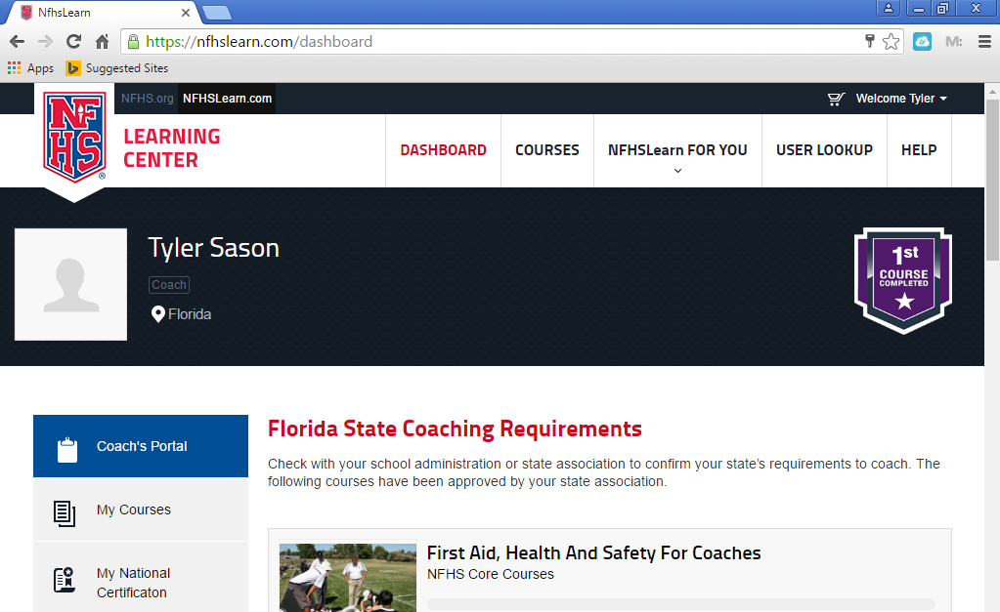 NfhsLearn
https://nfhslearn.com/dashboard
M:
Apps
Suggested Sites
NFHS.org NFHSLearn.com
Welcome Tyler
NF
HS
®
LEARNING
CENTER
DASHBOARD COURSES NFHSLearn FOR YOU USER LOOKUP HELP
Tyler Sason
Coach
Florida
1st
COURSE
COMPLETED
Coach's Portal
My Courses
My National
Certificaton
Florida State Coaching Requirements
Check with your school administration or state association to confirm your state's requirements to coach. The
following courses have been approved by your state association.
First Aid, Health And Safety For Coaches
NFHS Core Courses